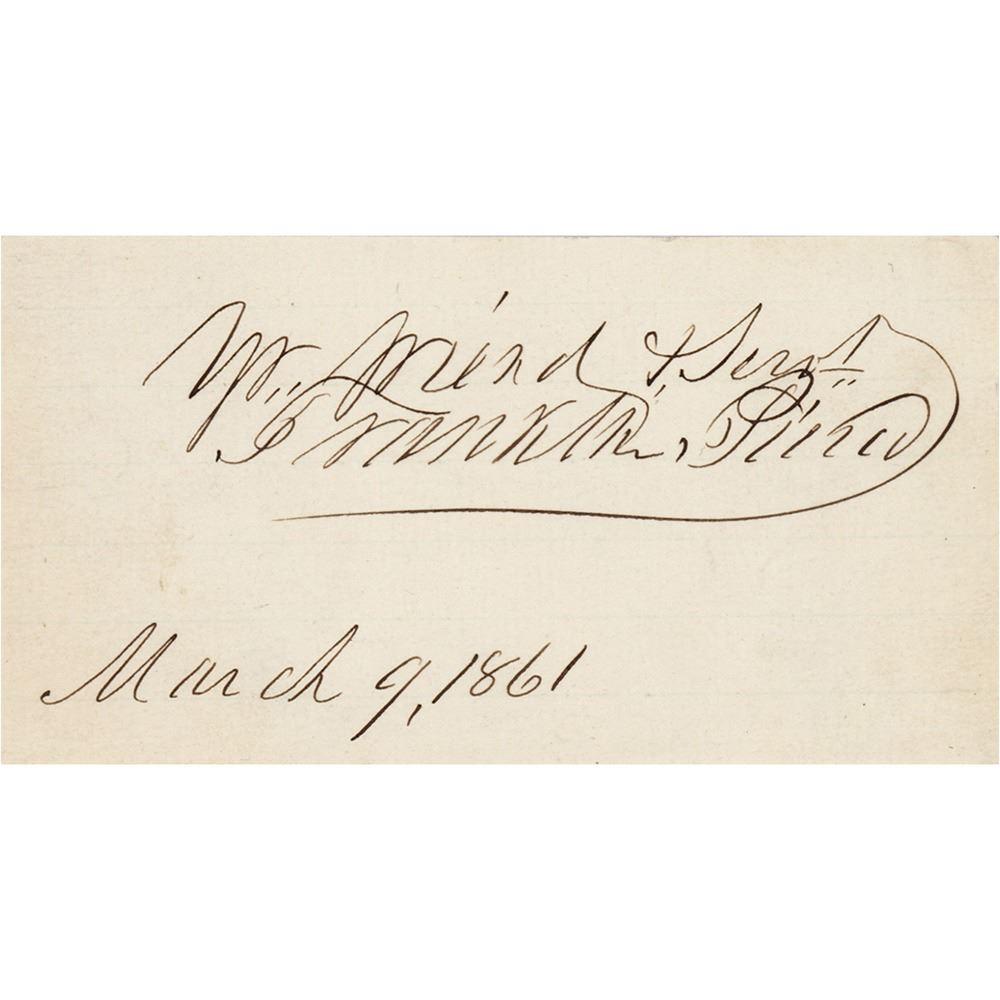 Yr. friend & Servt.
Franklin Pierce
March 9, 1861